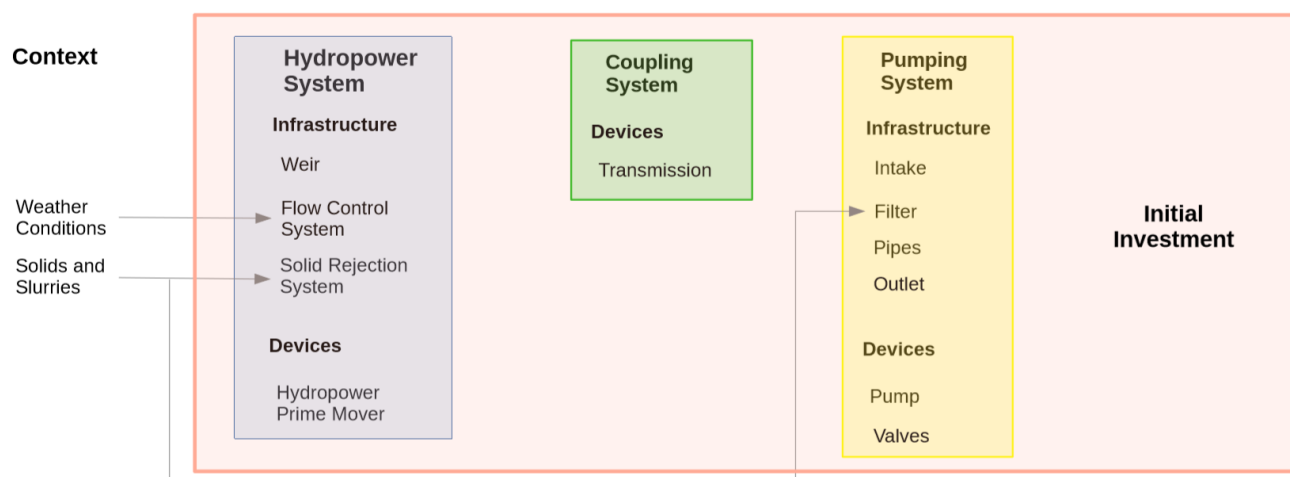 Context
Weather
Conditions
Solids and
Slurries
Hydropower
System
Infrastructure
Weir
Flow Control
System
Solid Rejection
System
Devices
Hydropower
Prime Mover
Coupling
System
Devices
Transmission
Pumping
System
Infrastructure
Intake
Filter
Pipes
Outlet
Devices
Pump
Valves
Initial
Investment